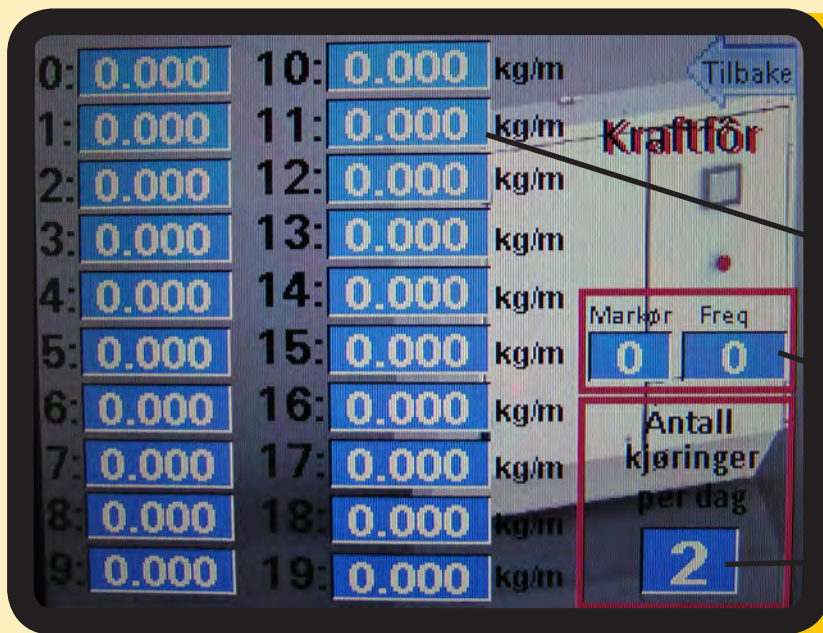 0: 0.000 10: 0.000 kg/m
Tilbake
1: 0.000 11: 0.000 kg/m
Kraftfôr
2: 0.000 12: 0.000 kg/m
3: 0.000 13: 0.000 kg/m
4: 0.000 14: 0.000 kg/m
Markør Freq
5: 0.000 15: 0.000 kg/m
0 0
6: 0.000 16: 0.000 kg/m
Antall
7: 0.000 17: 0.000 kg/m
kjøringer
8: 0.000 18: 0.000 kg/m
per dag
9: 0.000 19: 0.000 kg/m
2